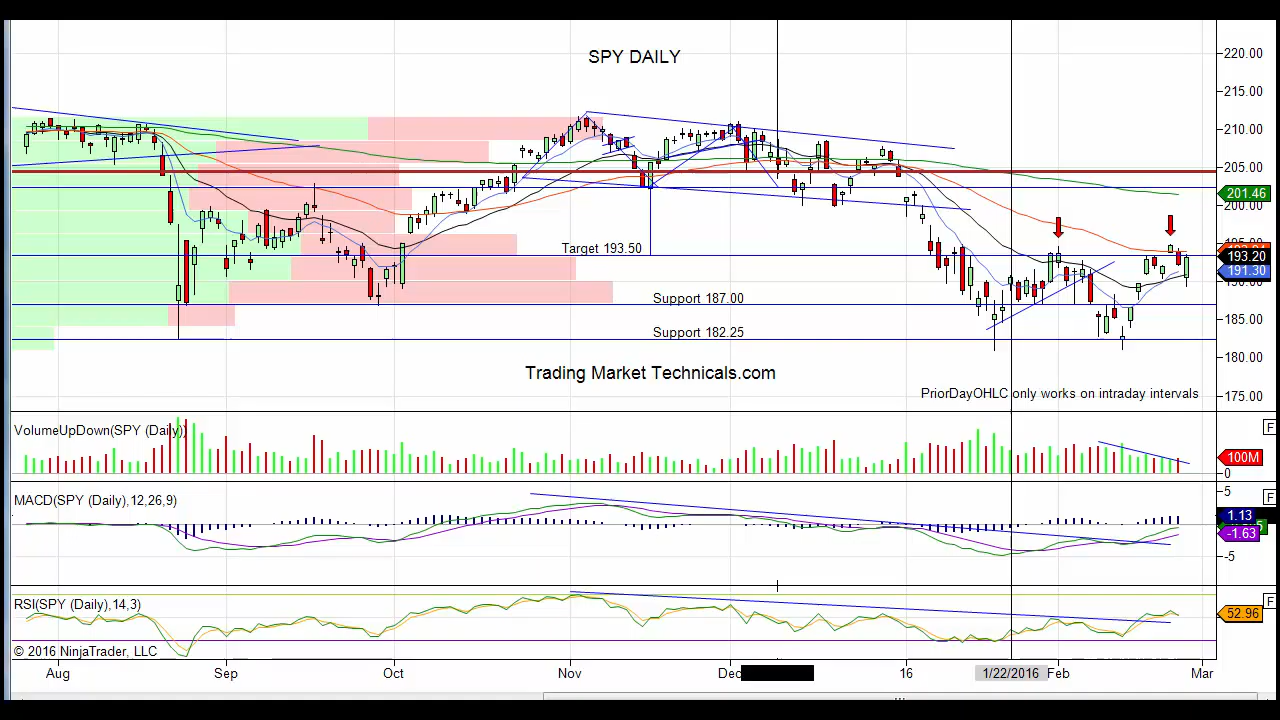 SPY DAILY
220.00
215.00
210.00
205.00
201.46
200.00
Target 193.50
193.20
191.30
Support 187.00
185.00
Support 182.25
180.00
Trading Market Technicals.com
PriorDayOHLC only works on intraday intervals
175.00
VolumeUpDown(SPY (Daily))
F
100M
0
MACD(SPY (Daily),12,26,9)
5
F
1.13
-1.63
-5
RSI(SPY (Daily),14,3)
F
52.96
© 2016 NinjaTrader, LLC
Aug Sep Oct Nov Dec 16 1/22/2016 Feb Mar